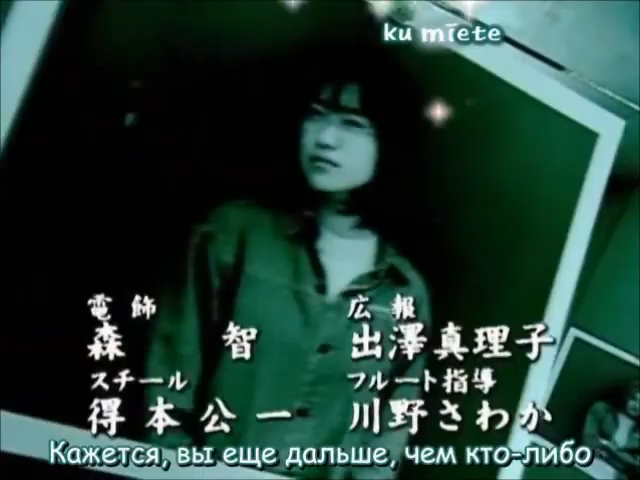 ku mīete
電飾 広報
森 智 出澤真理子
スチール フルート指導
得本公一 川野さわか
Кажется, вы еще дальше, чем кто-либо